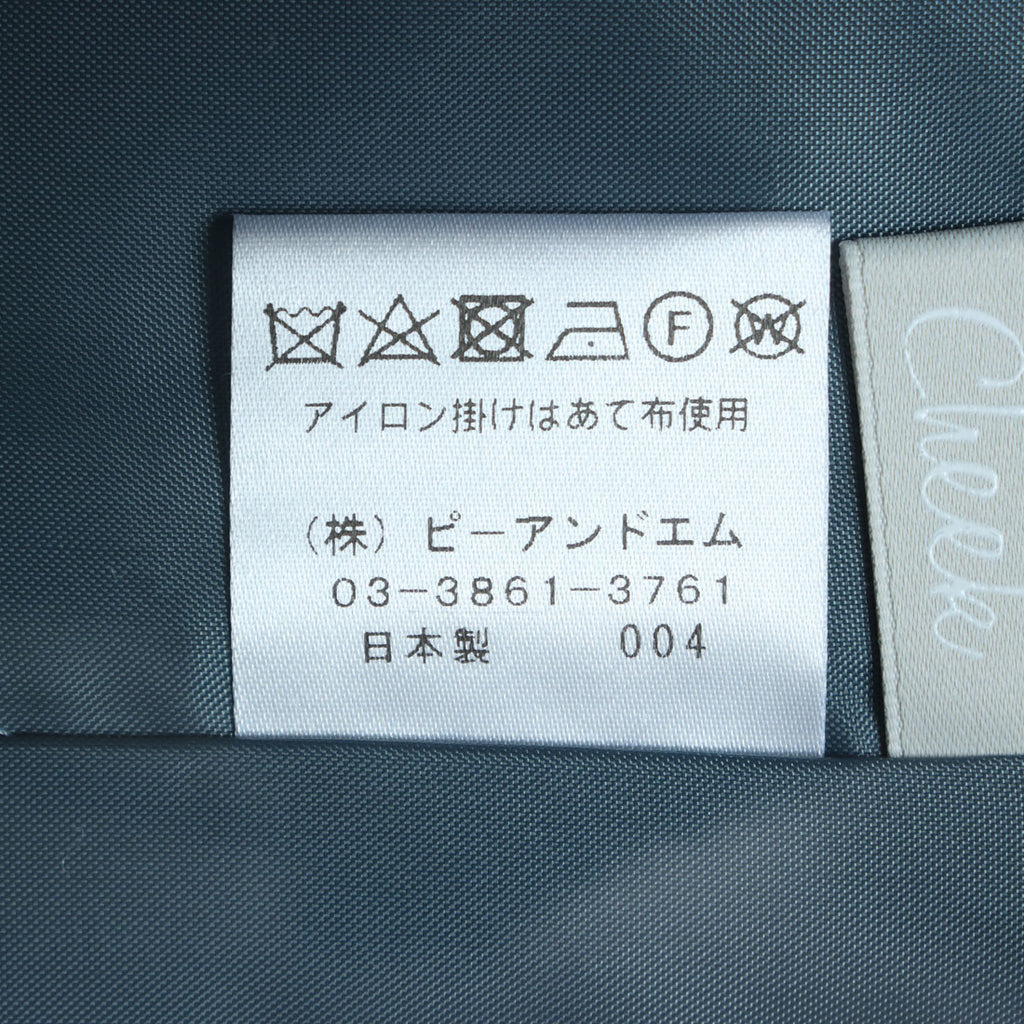 F W
アイロン掛けはあて布使用
(株) ピーアンドエム
03-3861-3761
日本製 004
Cheek